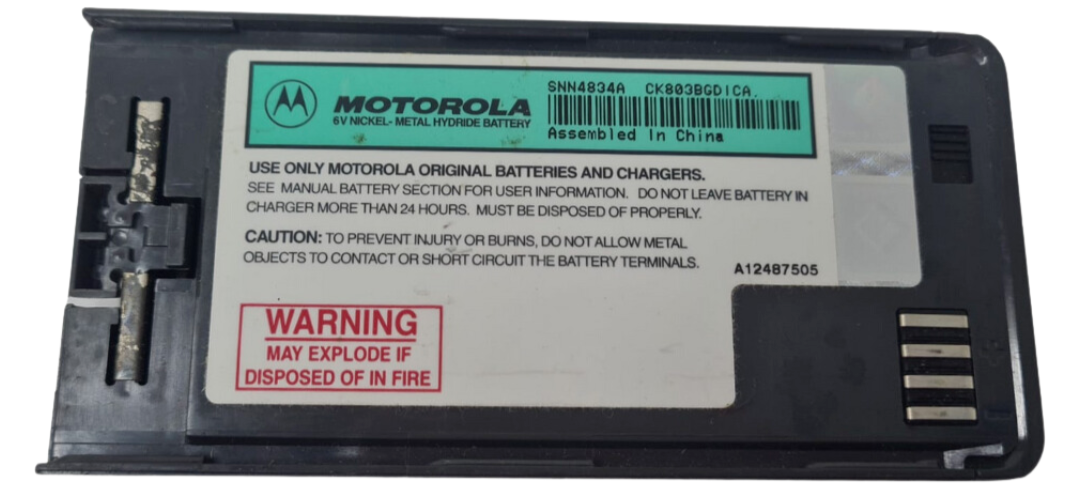 SNN4834A CK803BGDICA.
MOTOROLA
6V NICKEL- METAL HYDRIDE BATTERY
Assembled In China
USE ONLY MOTOROLA ORIGINAL BATTERIES AND CHARGERS.
SEE MANUAL BATTERY SECTION FOR USER INFORMATION. DO NOT LEAVE BATTERY IN
CHARGER MORE THAN 24 HOURS. MUST BE DISPOSED OF PROPERLY.
CAUTION: TO PREVENT INJURY OR BURNS, DO NOT ALLOW METAL
OBJECTS TO CONTACT OR SHORT CIRCUIT THE BATTERY TERMINALS.
A12487505
WARNING
MAY EXPLODE IF
DISPOSED OF IN FIRE